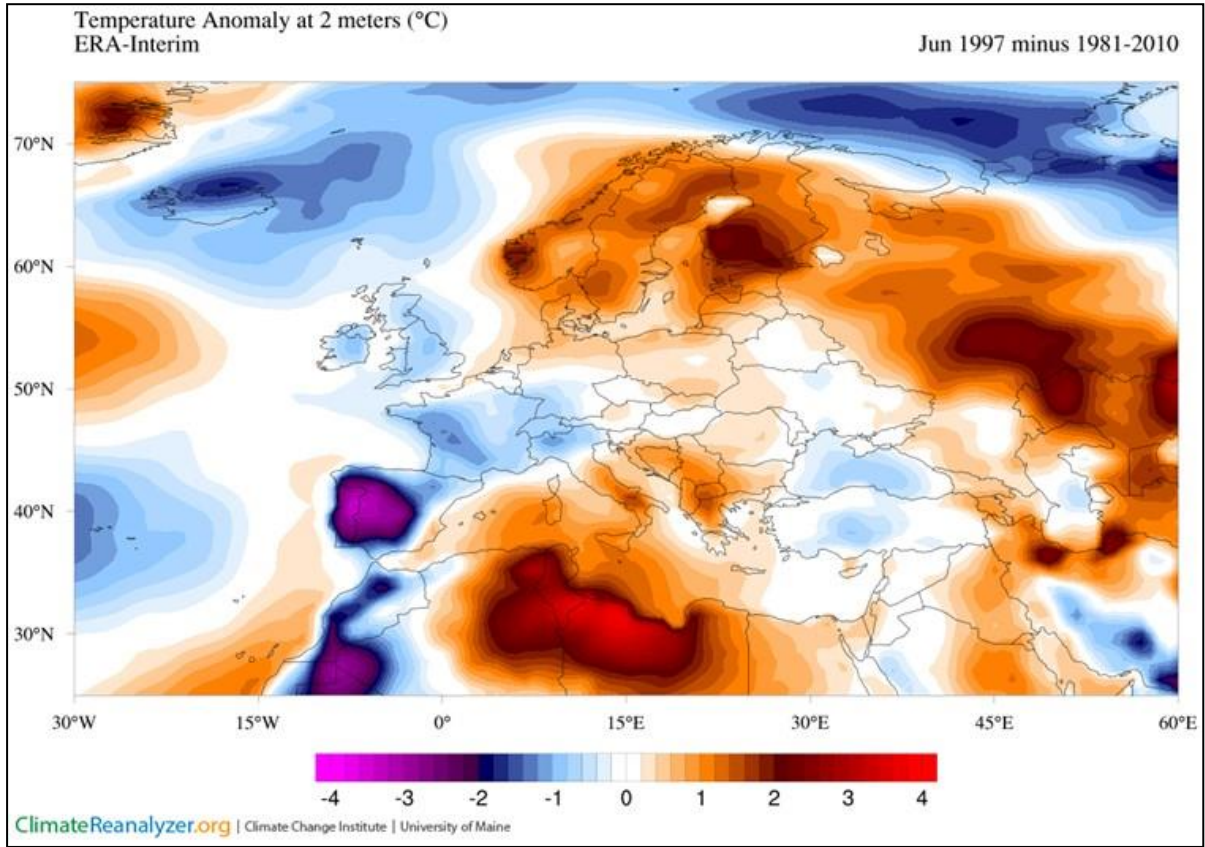 Temperature Anomaly at 2 meters (°C)
ERA-Interim
Jun 1997 minus 1981-2010
70°N
60°N
50°N
40°N
30°N
30°W
15°W
0°
15°E
30°E
45°E
60°E
-4
-3
-2
-1
0
1
2
3
4
ClimateReanalyzer.org | Climate Change Institute | University of Maine